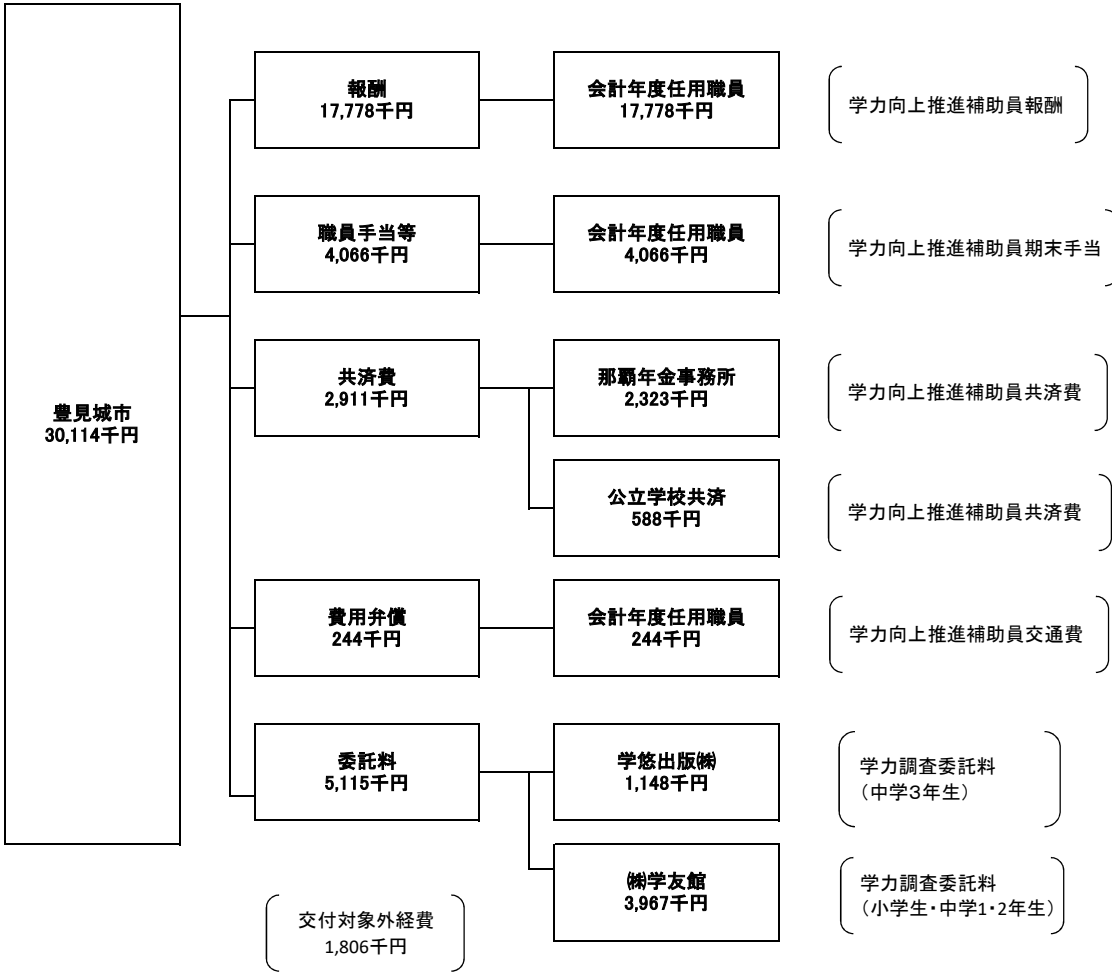 豊見城市
30,114千円
報酬
17,778千円
会計年度任用職員
17,778千円
学力向上推進補助員報酬
職員手当等
4,066千円
会計年度任用職員
4,066千円
学力向上推進補助員期末手当
共済費
2,911千円
那覇年金事務所
2,323千円
学力向上推進補助員共済費
公立学校共済
588千円
学力向上推進補助員共済費
費用弁償
244千円
会計年度任用職員
244千円
学力向上推進補助員交通費
委託料
5,115千円
学悠出版㈱
1,148千円
学力調査委託料
（中学３年生）
㈱学友館
3,967千円
学力調査委託料
（小学生・中学1・2年生）
交付対象外経費
1,806千円